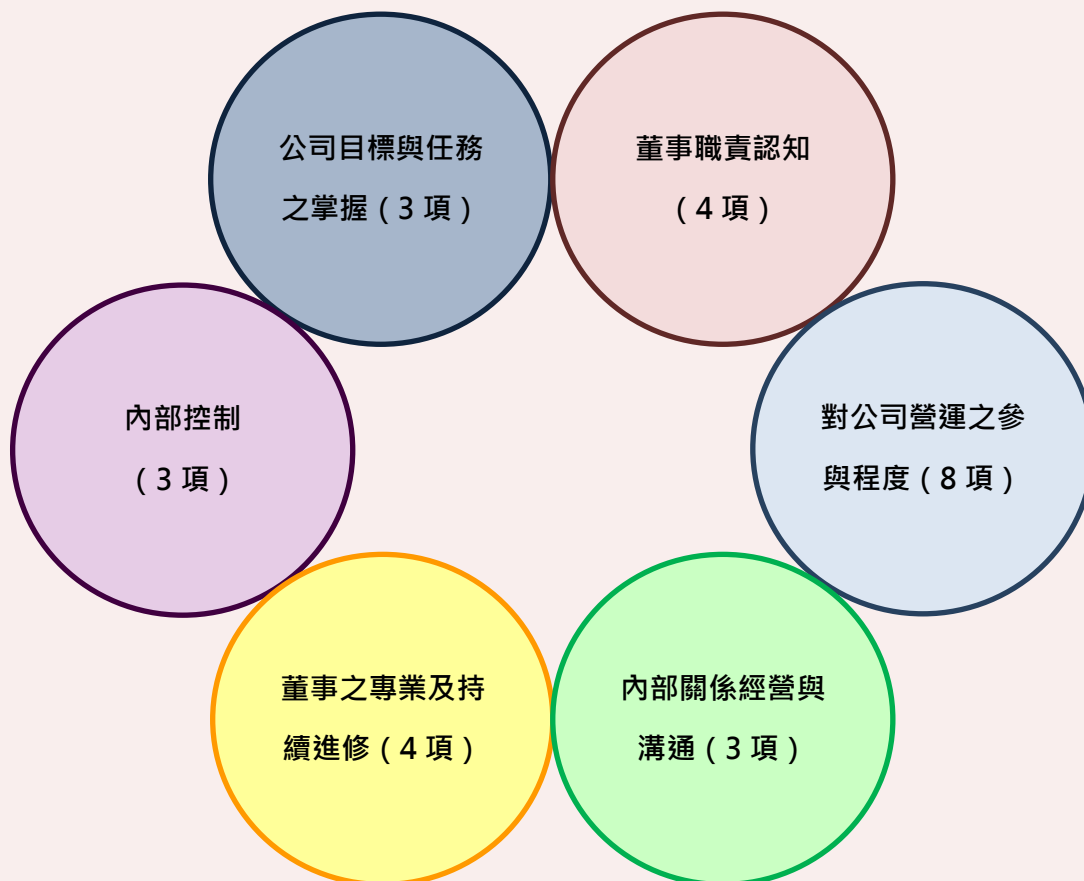 公司目標與任務
之掌握（3 項）
董事職責認知
（4 項）
內部控制
（3 項）
對公司營運之參
與程度（8 項）
董事之專業及持
續進修（4 項）
內部關係經營與
溝通（3 項）